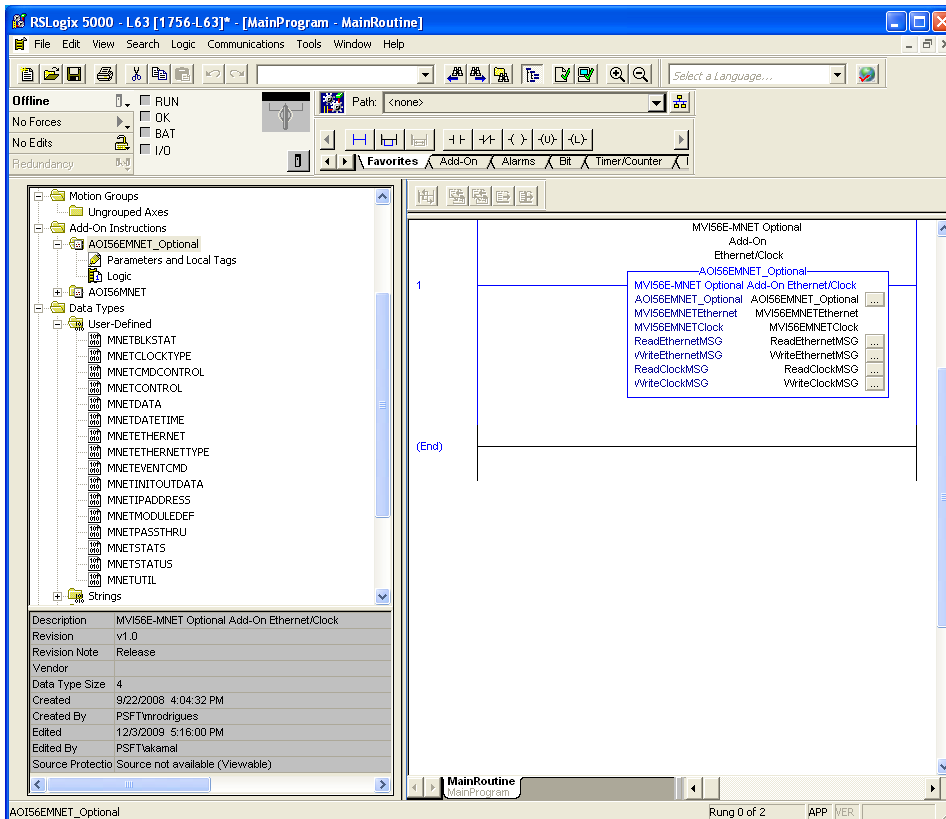 RSLogix 5000 - L63 [1756-L63]* - [MainProgram - MainRoutine]
File Edit View Search Logic Communications Tools Window Help
Select a Language...
Offline
No Forces
No Edits
Redundancy
RUN
OK
BAT
I/O
Path: <none>
Favorites Add-On Alarms Bit Timer/Counter
Motion Groups
Ungrouped Axes
Add-On Instructions
AOI56EMNET_Optional
Parameters and Local Tags
Logic
AOI56MNET
Data Types
User-Defined
MNETBLKSTAT
MNETCLOCKTYPE
MNETCMDCONTROL
MNETCONTROL
MNETDATA
MNETDATETIME
MNETETHERNET
MNETETHERNETTYPE
MNETEVENTCMD
MNETINITOUTDATA
MNETIPADDRESS
MNETMODULEDEF
MNETPASSTHRU
MNETSTATS
MNETSTATUS
MNETUTIL
Strings
Description MVI56E-MNET Optional Add-On Ethernet/Clock
Revision v1.0
Revision Note Release
Vendor
Data Type Size 4
Created 9/22/2008 4:04:32 PM
Created By PSFT\mrodrigues
Edited 12/3/2009 5:16:00 PM
Edited By PSFT\akamal
Source Protectio Source not available (Viewable)
MVI56E-MNET Optional
Add-On
Ethernet/Clock
AOI56EMNET_Optional
1
MVI56E-MNET Optional Add-On Ethernet/Clock
AOI56EMNET_Optional AOI56EMNET_Optional ...
MVI56EMNETEthernet MVI56EMNETEthernet
MVI56EMNETClock MVI56EMNETClock
ReadEthernetMSG ReadEthernetMSG ...
WriteEthernetMSG WriteEthernetMSG ...
ReadClockMSG ReadClockMSG ...
WriteClockMSG WriteClockMSG ...
(End)
MainRoutine
MainProgram
AOI56EMNET_Optional
Rung 0 of 2 APP VER